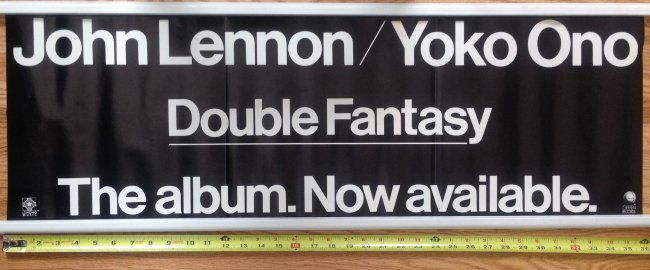 John Lennon / Yoko Ono
Double Fantasy
The album. Now available.